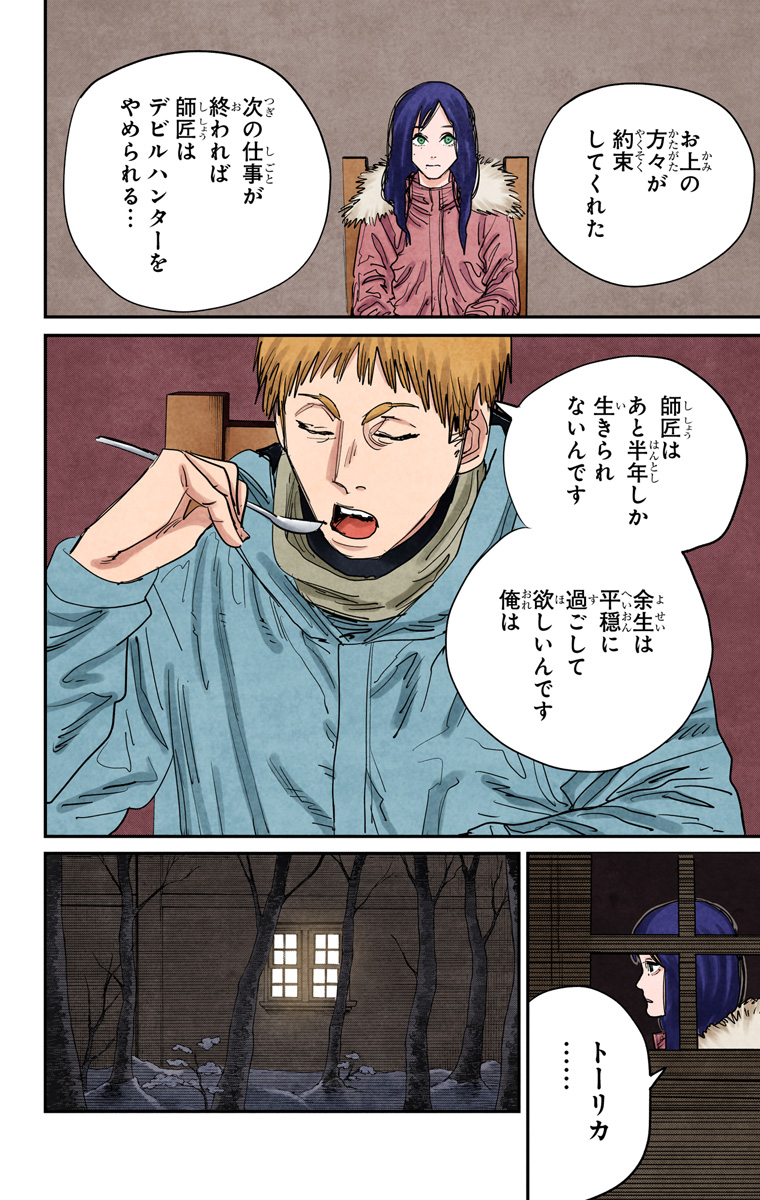 お上の
方々が
約束
してくれた
次の仕事が
終われば
師匠は
デビルハンターを
やめられる…
師匠は
あと半年しか
生きられ
ないんです
余生は
平穏に
過ごして
欲しいんです
俺は
トーリカ
……